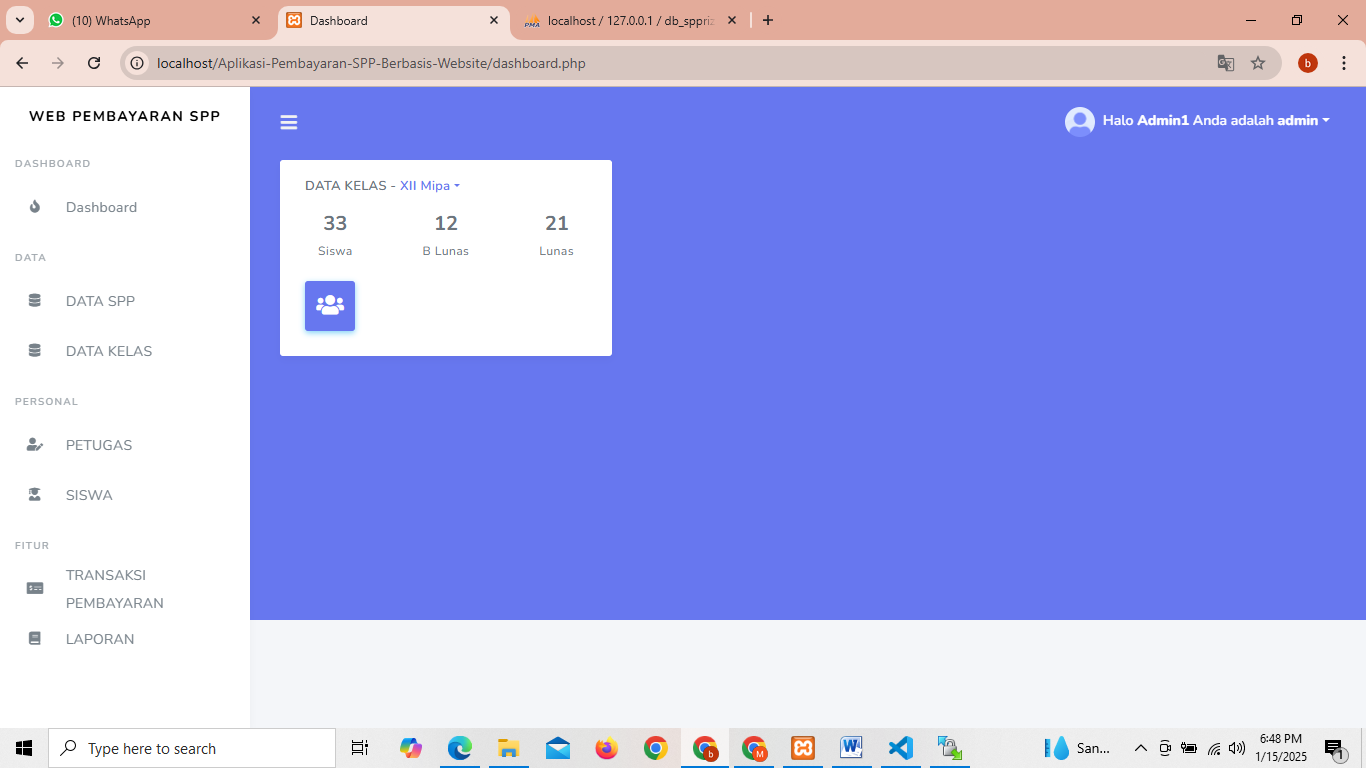 (10) WhatsApp
Dashboard
PMA
localhost / 127.0.0.1 / db_sppriz
localhost/Aplikasi-Pembayaran-SPP-Berbasis-Website/dashboard.php
b
WEB PEMBAYARAN SPP
Halo Admin1 Anda adalah admin
DASHBOARD
Dashboard
DATA
DATA SPP
DATA KELAS
PERSONAL
PETUGAS
SISWA
FITUR
TRANSAKSI
PEMBAYARAN
LAPORAN
DATA KELAS - XII Mipa
33 12 21
Siswa B Lunas Lunas
Type here to search
b
M
San...
6:48 PM
1/15/2025
1